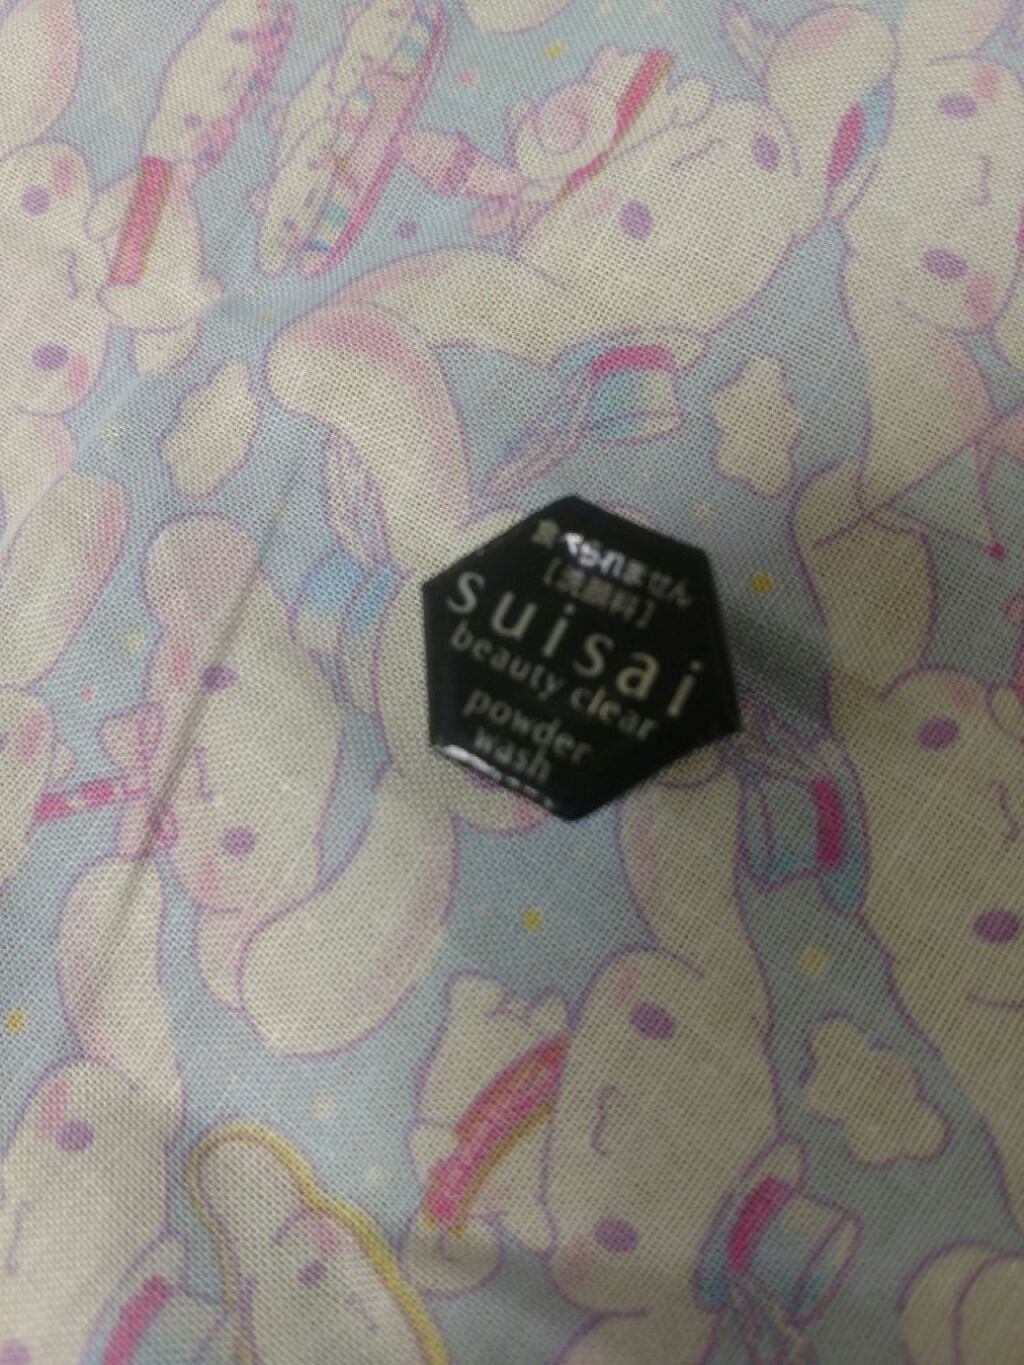 食べられません
[洗顔料]
suisai
beauty clear
powder
wash